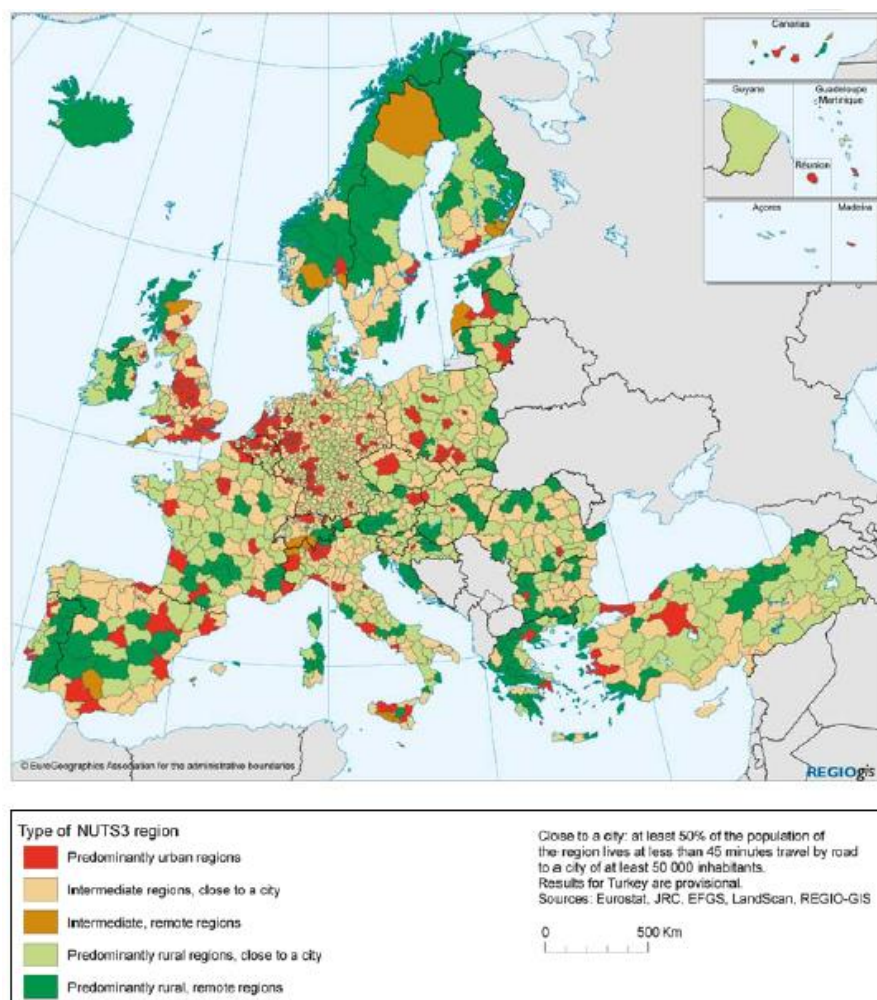 Canarias
Guyane
Guadeloupe
Martinique
Réunion
Açores
Madeira
© EuroGeographics Association for the administrative boundaries
REGIOgis
Type of NUTS3 region
Predominantly urban regions
Intermediate regions, close to a city
Intermediate, remote regions
Predominantly rural regions, close to a city
Predominantly rural, remote regions
Close to a city: at least 50% of the population of
the region lives at less than 45 minutes travel by road
to a city of at least 50 000 inhabitants.
Results for Turkey are provisional.
Sources: Eurostat, JRC, EFGS, LandScan, REGIO-GIS
0 500 Km